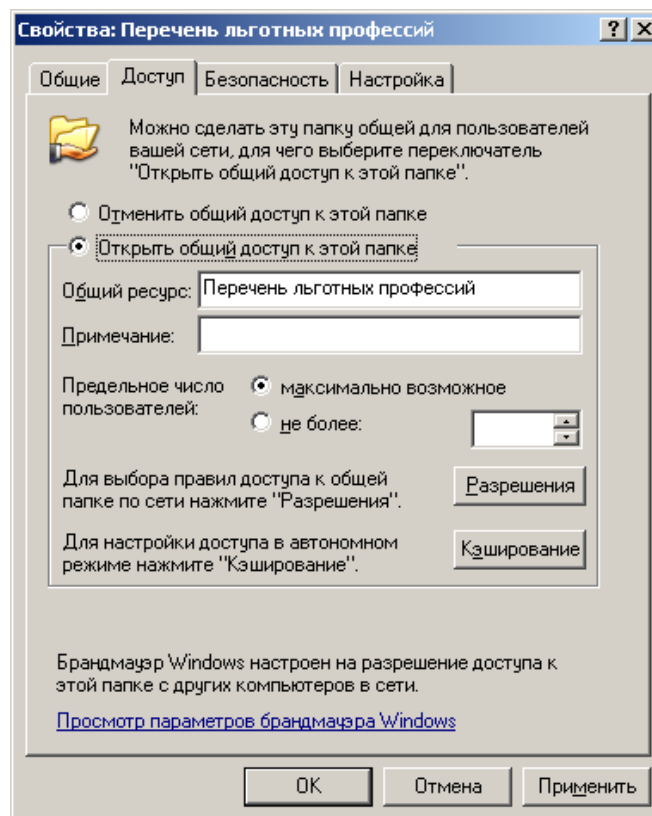 Свойства: Перечень льготных профессий
Общие Доступ Безопасность Настройка
Можно сделать эту папку общей для пользователей
вашей сети, для чего выберите переключатель
"Открыть общий доступ к этой папке".
Отменить общий доступ к этой папке
Открыть общий доступ к этой папке
Общий ресурс: Перечень льготных профессий
Примечание:
Предельное число
пользователей:
максимально возможное
не более:
Для выбора правил доступа к общей
папке по сети нажмите "Разрешения".
Разрешения
Для настройки доступа в автономном
режиме нажмите "Кэширование".
Кэширование
Брандмауэр Windows настроен на разрешение доступа к
этой папке с других компьютеров в сети.
Просмотр параметров брандмауэра Windows
OK Отмена Применить